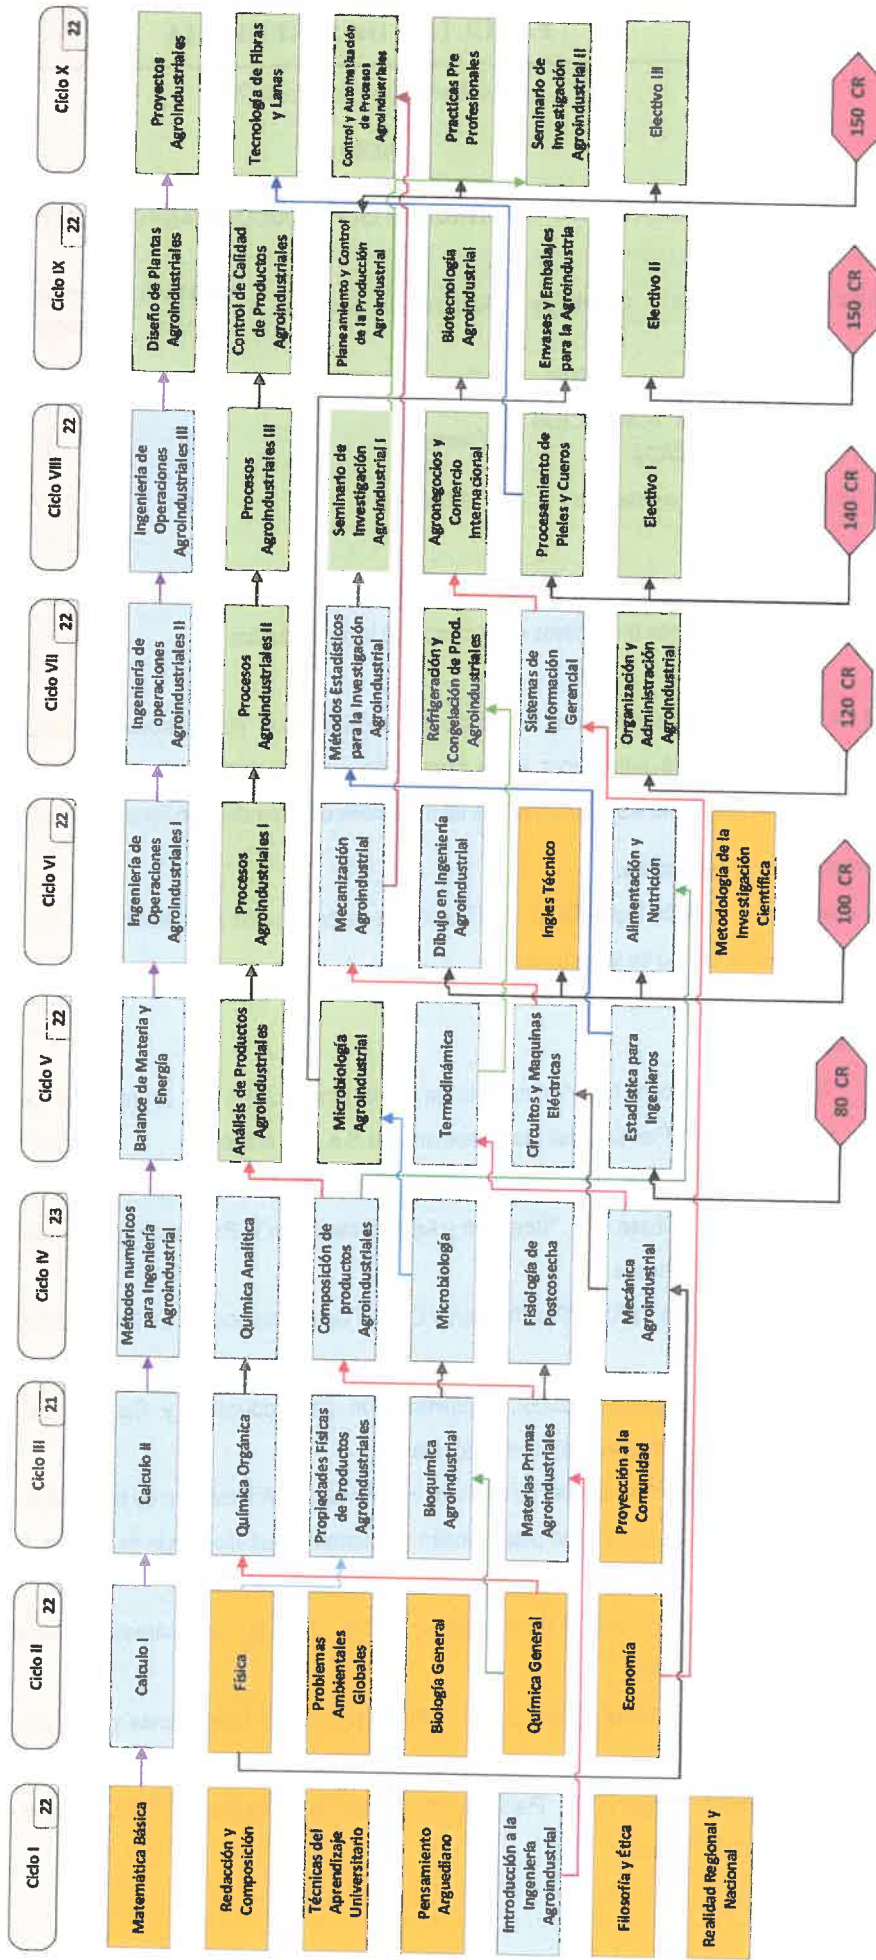 Ciclo I
22
Matemática Básica
Redacción y
Composición
Técnicas del
Aprendizaje
Universitario
Pensamiento
Arguediano
Introducción a la
Ingeniería
Agroindustrial
Filosofía y Ética
Realidad Regional y
Nacional
Ciclo II
22
Calculo I
Física
Problemas
Ambientales
Globales
Biología General
Química General
Economía
Ciclo III
21
Calculo II
Química Orgánica
Propiedades Físicas
de Productos
Agroindustriales
Bioquímica
Agroindustrial
Materias Primas
Agroindustriales
Proyección a la
Comunidad
Ciclo IV
23
Métodos numéricos
para Ingeniería
Agroindustrial
Química Analítica
Composición de
productos
Agroindustriales
Microbiología
Fisiología de
Postcosecha
Mecánica
Agroindustrial
Ciclo V
22
Balance de Materia y
Energía
Análisis de Productos
Agroindustriales
Microbiología
Agroindustrial
Termodinámica
Circuitos y Maquinas
Eléctricas
Estadística para
Ingenieros
80 CR
Ciclo VI
22
Ingeniería de
Operaciones
Agroindustriales I
Procesos
Agroindustriales I
Mecanización
Agroindustrial
Dibujo en Ingeniería
Agroindustrial
Ingles Técnico
Alimentación y
Nutrición
Metodología de la
Investigación
Científica
100 CR
Ciclo VII
22
Ingeniería de
operaciones
Agroindustriales II
Procesos
Agroindustriales II
Métodos Estadísticos
para la Investigación
Agroindustrial
Refrigeración y
Congelación de Prod.
Agroindustriales
Sistemas de
Información
Gerencial
Organización y
Administración
Agroindustrial
120 CR
Ciclo VIII
22
Ingeniería de
Operaciones
Agroindustriales III
Procesos
Agroindustriales III
Seminario de
Investigación
Agroindustrial I
Agronegocios y
Comercio
Internacional
Procesamiento de
Pieles y Cueros
Electivo I
140 CR
Ciclo IX
22
Diseño de Plantas
Agroindustriales
Control de Calidad
de Productos
Agroindustriales
Planeamiento y Control
de la Producción
Agroindustrial
Biotecnología
Agroindustrial
Envases y Embalajes
para la Agroindustria
Electivo II
150 CR
Ciclo X
22
Proyectos
Agroindustriales
Tecnología de Fibras
y Lanas
Control y Automatización
de Procesos
Agroindustriales
Practicas Pre
Profesionales
Seminario de
Investigación
Agroindustrial II
Electivo III
150 CR